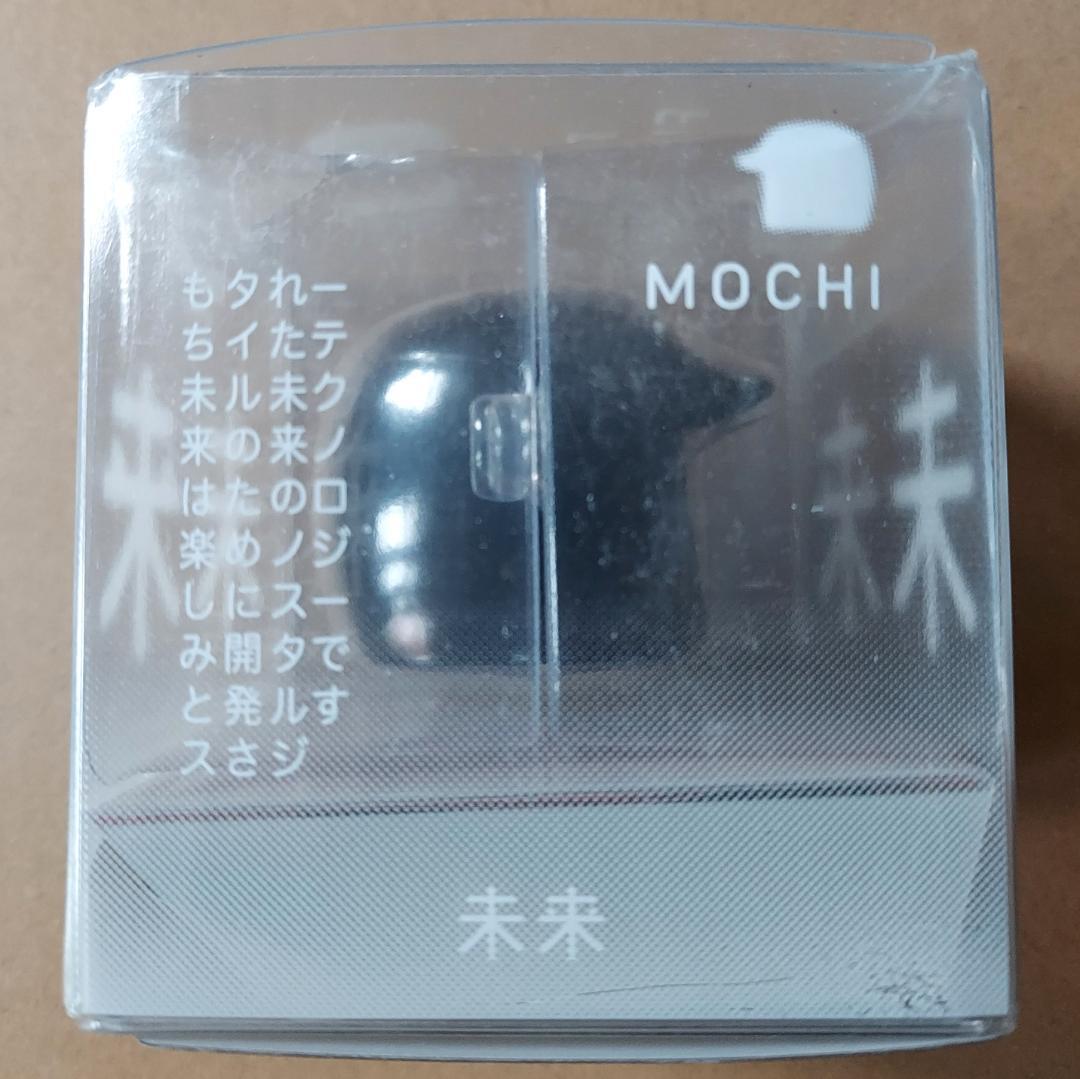 MOCHI
もち未来は楽しみとス
タイルのために開発さ
れた未来のノスタルジ
ーテクノロジーです
来
未
未来